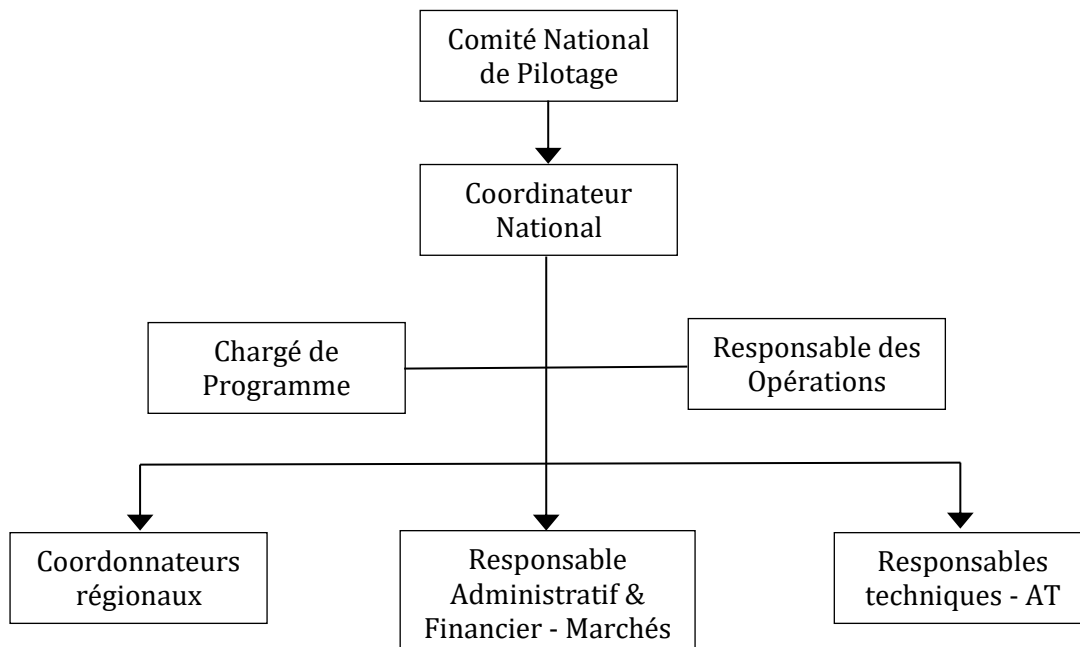 Comité National
de Pilotage
Coordinateur
National
Chargé de
Programme
Responsable des
Opérations
Coordonnateurs
régionaux
Responsable
Administratif &
Financier - Marchés
Responsables
techniques - AT